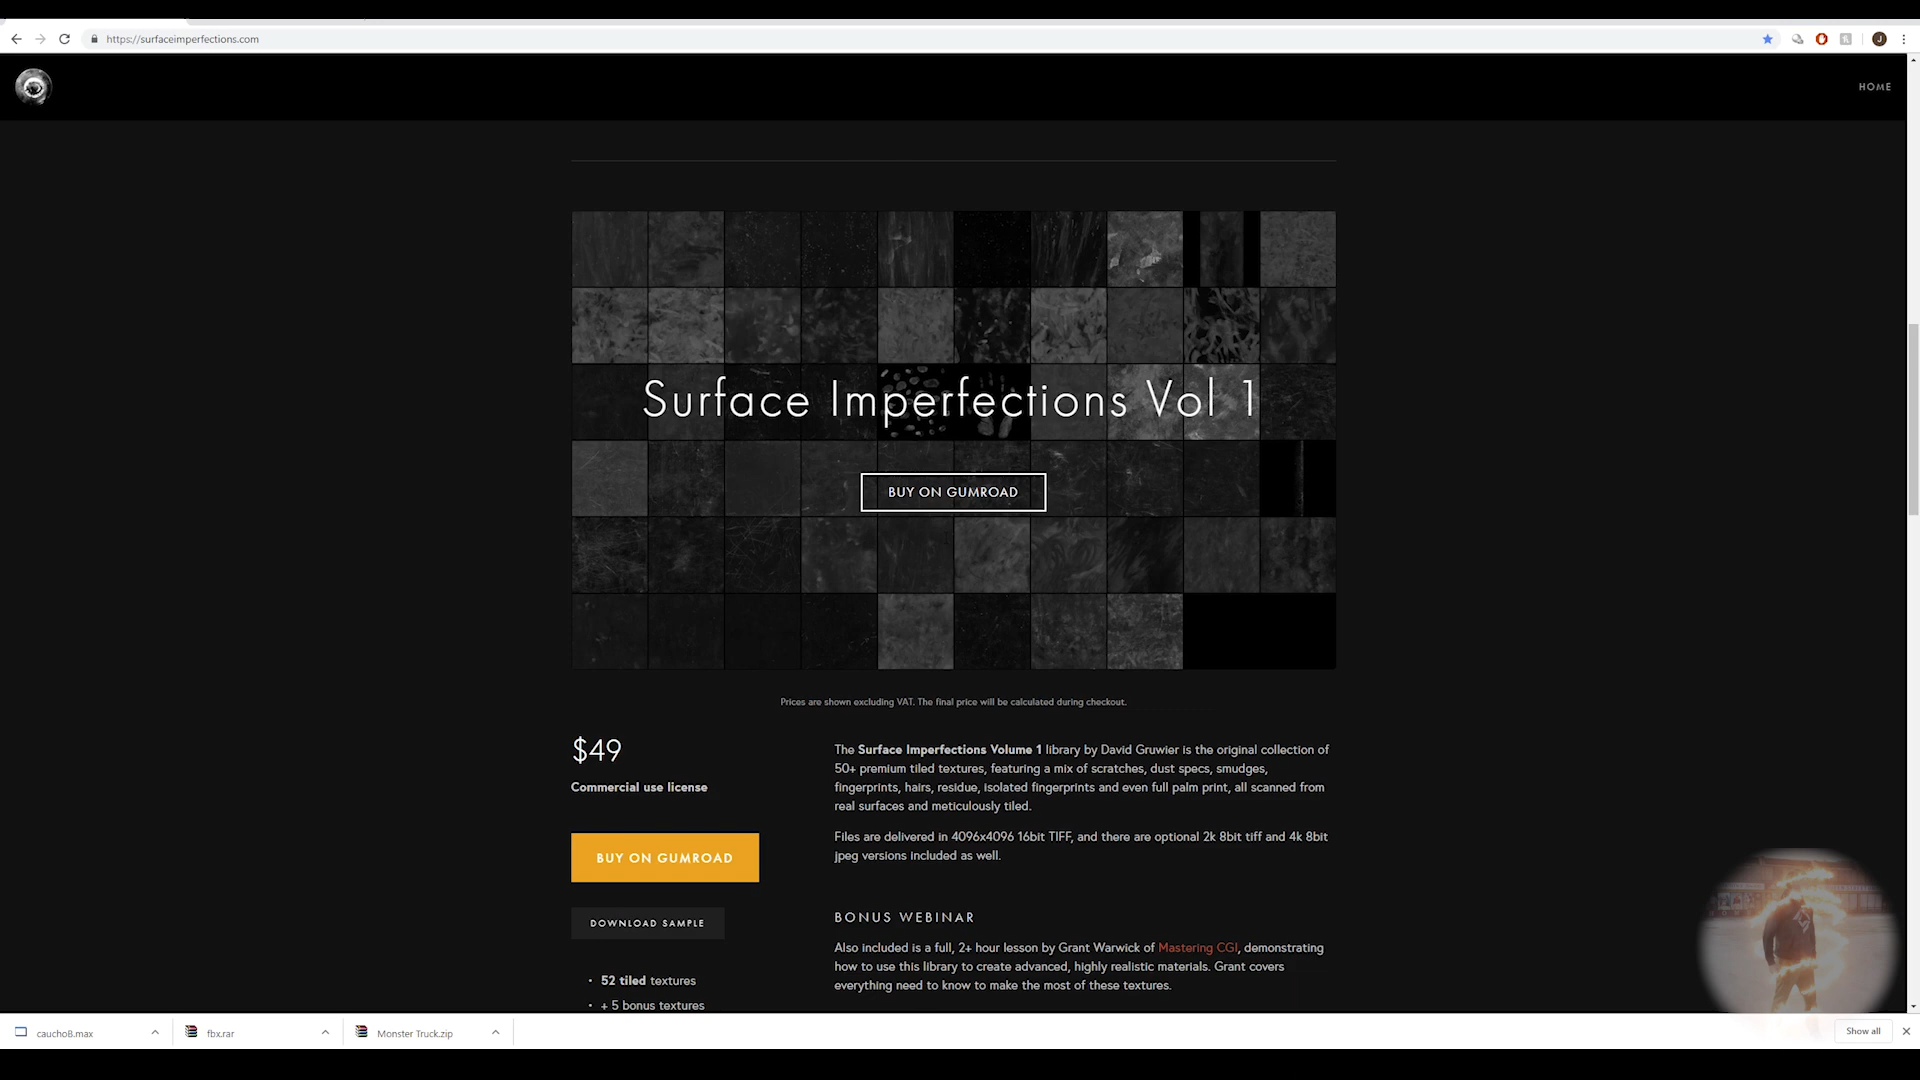 https://surfaceimperfections.com
J
HOME
Surface Imperfections Vol 1
BUY ON GUMROAD
Prices are shown excluding VAT. The final price will be calculated during checkout.
$49
Commercial use license
BUY ON GUMROAD
DOWNLOAD SAMPLE
• 52 tiled textures
• + 5 bonus textures
The Surface Imperfections Volume 1 library by David Gruwier is the original collection of
50+ premium tiled textures, featuring a mix of scratches, dust specs, smudges,
fingerprints, hairs, residue, isolated fingerprints and even full palm print, all scanned from
real surfaces and meticulously tiled.
Files are delivered in 4096x4096 16bit TIFF, and there are optional 2k 8bit tiff and 4k 8bit
jpeg versions included as well.
BONUS WEBINAR
Also included is a full, 2+ hour lesson by Grant Warwick of Mastering CGI, demonstrating
how to use this library to create advanced, highly realistic materials. Grant covers
everything need to know to make the most of these textures.
cauchoB.max
fbx.rar
Monster Truck.zip
Show all